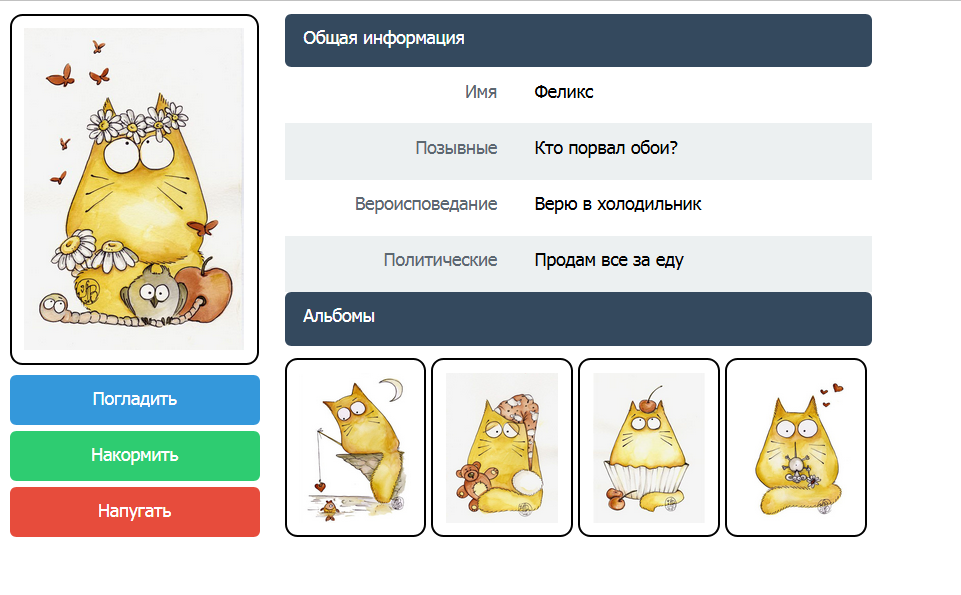 Общая информация
Имя Феликс
Позывные Кто порвал обои?
Вероисповедание Верю в холодильник
Политические Продам все за еду
Альбомы
Погладить
Накормить
Напугать